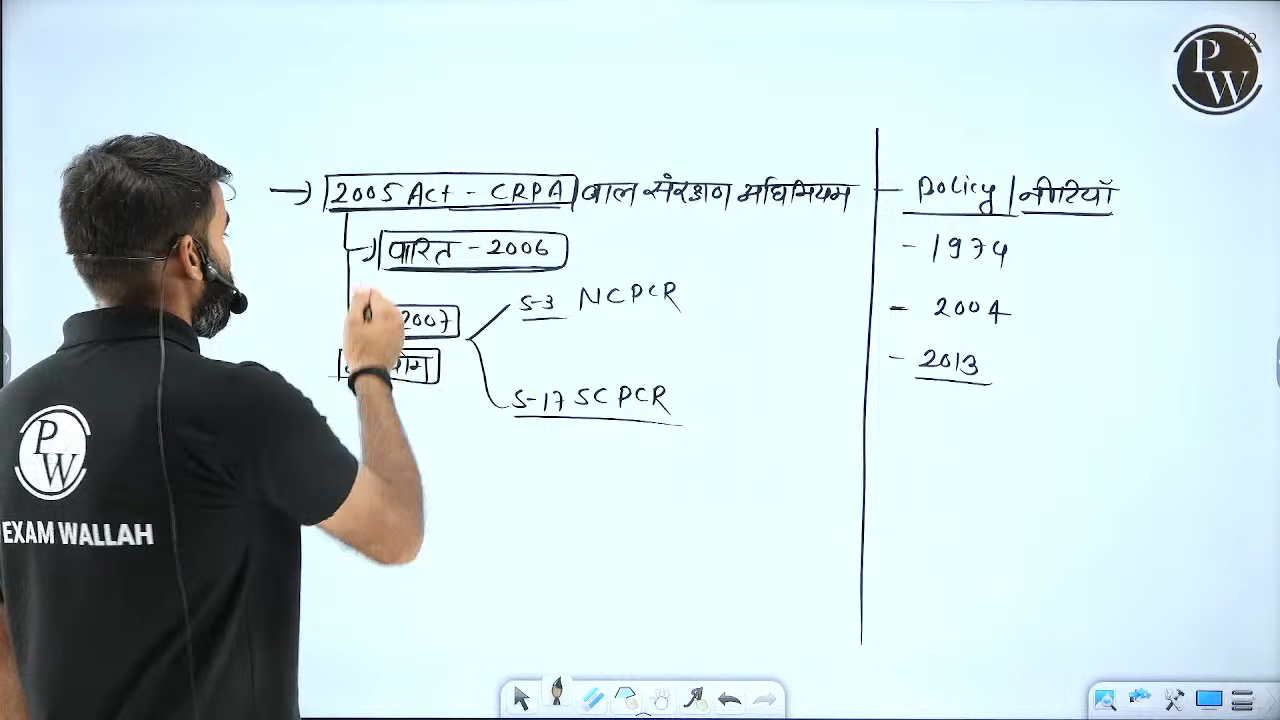 PW
2005 Act - CRPA बाल संरक्षण अधिनियम
पारित - 2006
2007
S-3 NCPCR
S-17 SCPCR
Policy | नीतियाँ
- 1974
- 2004
- 2013
PW
EXAM WALLAH